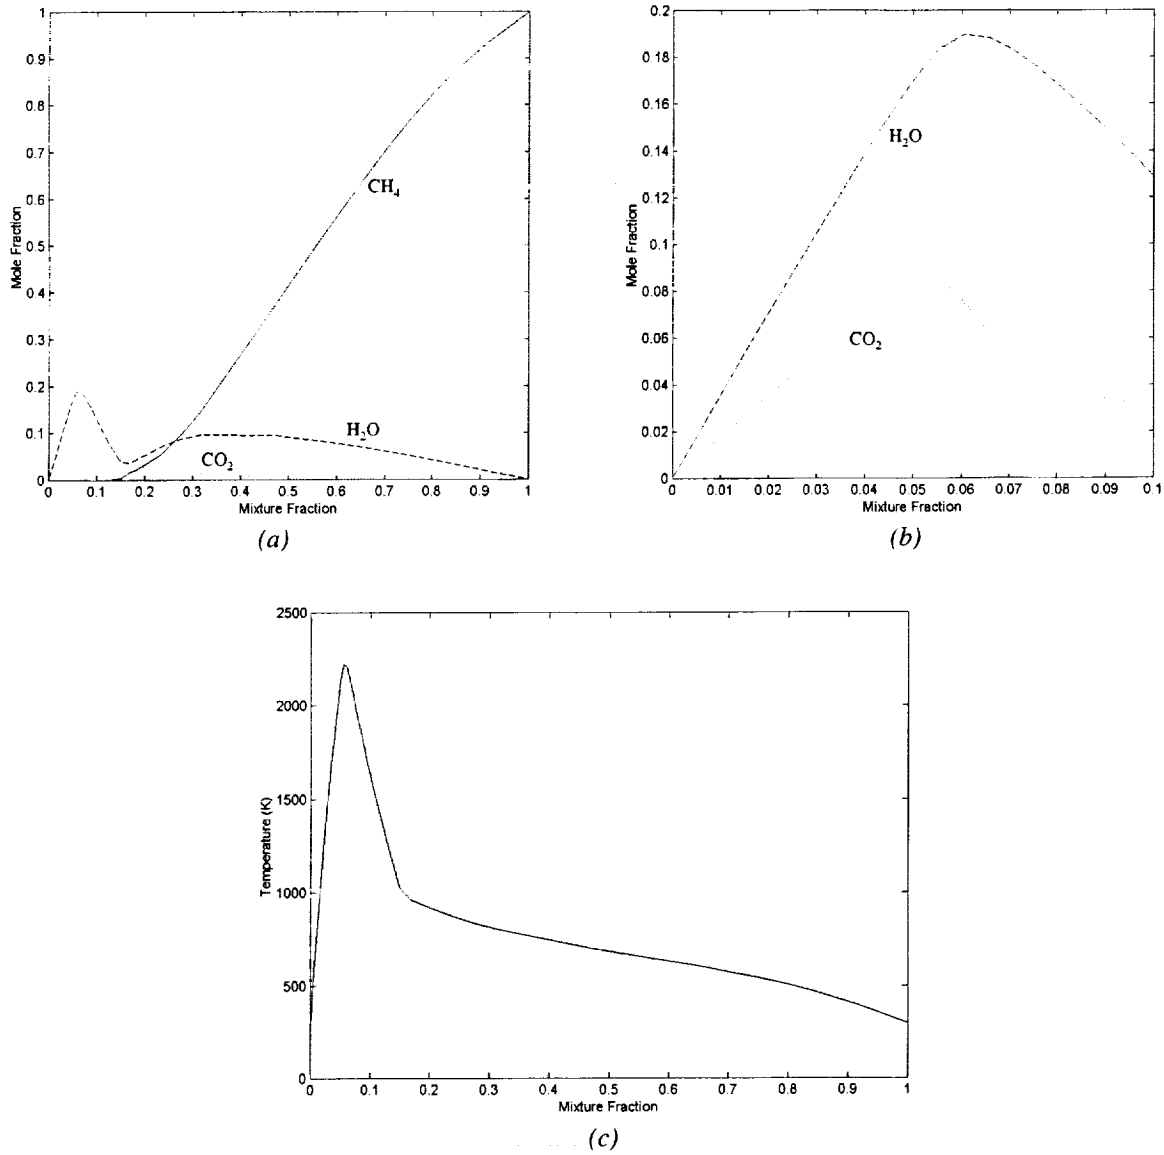 1
0.9
0.8
0.7
0.6
0.5
0.4
0.3
0.2
0.1
0
Mole Fraction
CH4
H2O
CO2
0 0.1 0.2 0.3 0.4 0.5 0.6 0.7 0.8 0.9 1
Mixture Fraction
(a)
0.2
0.18
0.16
0.14
0.12
0.1
0.08
0.06
0.04
0.02
0
Mole Fraction
H2O
CO2
0 0.01 0.02 0.03 0.04 0.05 0.06 0.07 0.08 0.09 0.1
Mixture Fraction
(b)
2500
2000
1500
1000
500
0
Temperature (K)
0 0.1 0.2 0.3 0.4 0.5 0.6 0.7 0.8 0.9 1
Mixture Fraction
(c)